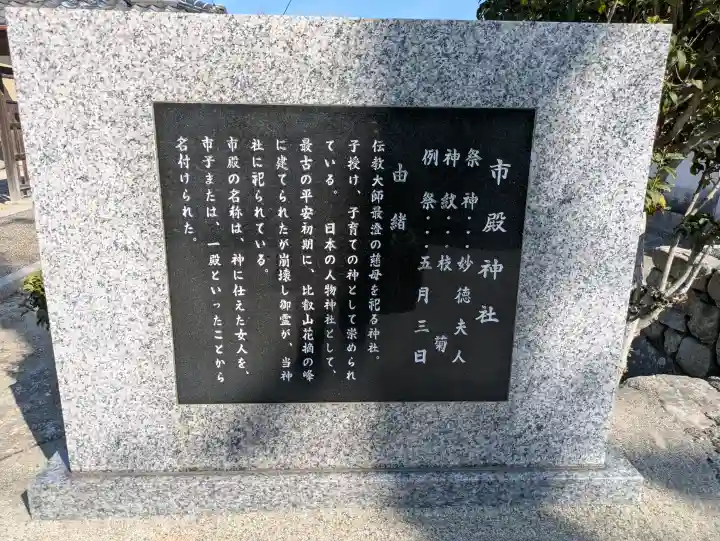 市殿神社
祭神・・・妙徳夫人
神紋・・・枝菊
例祭・・・五月三日
由緒
伝教大師最澄の慈母を祀る神社。
子授け、子育ての神として崇められ
ている。 日本の人物神社として、
最古の平安初期に、比叡山花摘の峰
に建てられたが崩壊し御霊が、当神
社に祀られている。
市殿の名称は、神に仕えた女人を、
市子または、一殿といったことから
名付けられた。